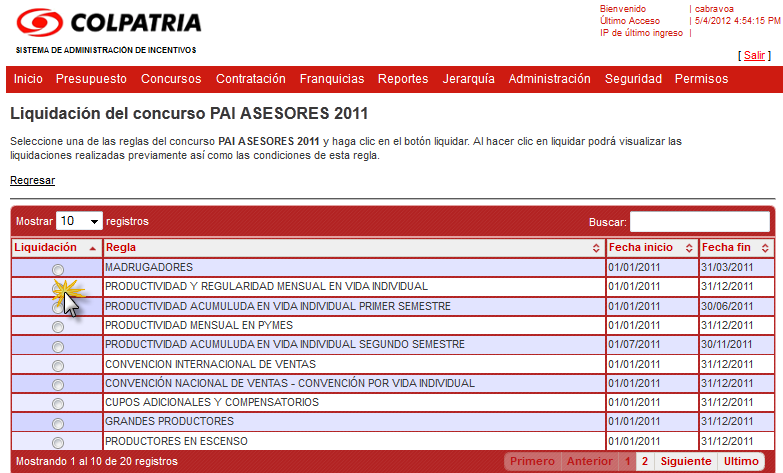 COLPATRIA
SISTEMA DE ADMINISTRACIÓN DE INCENTIVOS
Bienvenido | cabravoa
Último Acceso | 5/4/2012 4:54:15 PM
IP de último ingreso |
[ Salir ]
Inicio Presupuesto Concursos Contratación Franquicias Reportes Jerarquía Administración Seguridad Permisos
Liquidación del concurso PAI ASESORES 2011
Seleccione una de las reglas del concurso PAI ASESORES 2011 y haga clic en el botón liquidar. Al hacer clic en liquidar podrá visualizar las
liquidaciones realizadas previamente así como las condiciones de esta regla.
Regresar
Mostrar 10 registros Buscar:
Liquidación Regla Fecha inicio Fecha fin
MADRUGADORES 01/01/2011 31/03/2011
PRODUCTIVIDAD Y REGULARIDAD MENSUAL EN VIDA INDIVIDUAL 01/01/2011 31/12/2011
PRODUCTIVIDAD ACUMULUDA EN VIDA INDIVIDUAL PRIMER SEMESTRE 01/01/2011 30/06/2011
PRODUCTIVIDAD MENSUAL EN PYMES 01/01/2011 31/12/2011
PRODUCTIVIDAD ACUMULUDA EN VIDA INDIVIDUAL SEGUNDO SEMESTRE 01/07/2011 30/11/2011
CONVENCION INTERNACIONAL DE VENTAS 01/01/2011 31/12/2011
CONVENCIÓN NACIONAL DE VENTAS - CONVENCIÓN POR VIDA INDIVIDUAL 01/01/2011 31/12/2011
CUPOS ADICIONALES Y COMPENSATORIOS 01/01/2011 31/12/2011
GRANDES PRODUCTORES 01/01/2011 31/12/2011
PRODUCTORES EN ESCENSO 01/01/2011 31/12/2011
Mostrando 1 al 10 de 20 registros Primero Anterior 1 2 Siguiente Ultimo